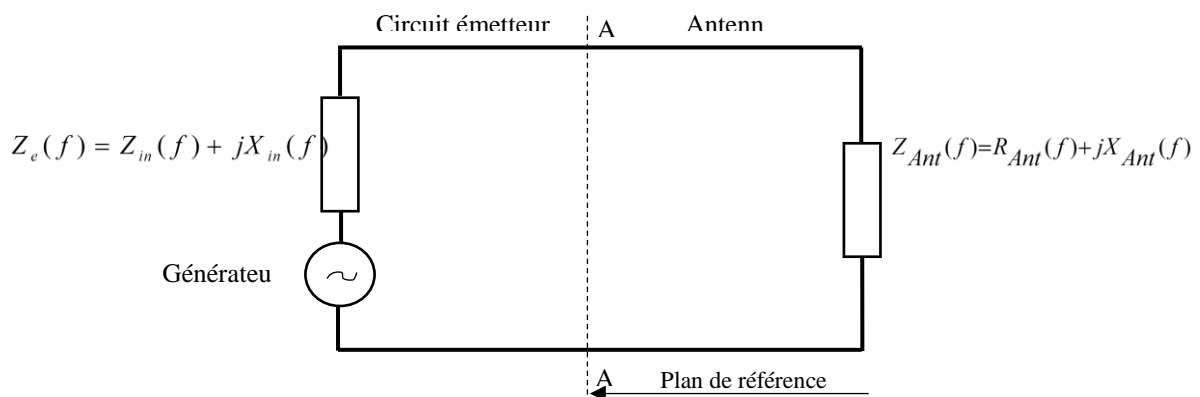 Circuit émetteur
A
Antenn
Z_e(f) = Z_in(f) + jX_in(f)
Z_Ant(f)=R_Ant(f)+jX_Ant(f)
Générateu
A
Plan de référence